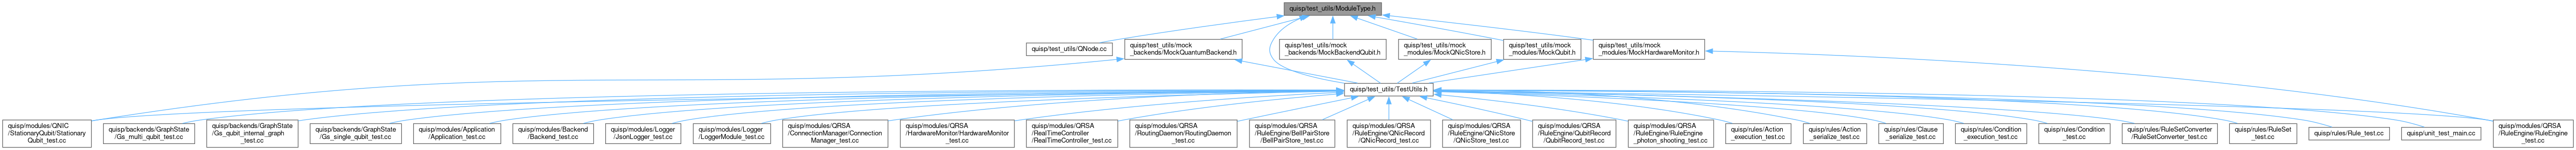 quisp/test_utils/ModuleType.h
quisp/test_utils/QNode.cc
quisp/test_utils/mock
_backends/MockQuantumBackend.h
quisp/test_utils/mock
_backends/MockBackendQubit.h
quisp/test_utils/mock
_modules/MockQNicStore.h
quisp/test_utils/mock
_modules/MockQubit.h
quisp/test_utils/mock
_modules/MockHardwareMonitor.h
quisp/test_utils/TestUtils.h
quisp/modules/QNIC
/StationaryQubit/Stationary
Qubit_test.cc
quisp/backends/GraphState
/Gs_multi_qubit_test.cc
quisp/backends/GraphState
/Gs_qubit_internal_graph
_test.cc
quisp/backends/GraphState
/Gs_single_qubit_test.cc
quisp/modules/Application
/Application_test.cc
quisp/modules/Backend
/Backend_test.cc
quisp/modules/Logger
/JsonLogger_test.cc
quisp/modules/Logger
/LoggerModule_test.cc
quisp/modules/QRSA
/ConnectionManager/Connection
Manager_test.cc
quisp/modules/QRSA
/HardwareMonitor/HardwareMonitor
_test.cc
quisp/modules/QRSA
/RealTimeController
/RealTimeController_test.cc
quisp/modules/QRSA
/RoutingDaemon/RoutingDaemon
_test.cc
quisp/modules/QRSA
/RuleEngine/BellPairStore
/BellPairStore_test.cc
quisp/modules/QRSA
/RuleEngine/QNicRecord
/QNicRecord_test.cc
quisp/modules/QRSA
/RuleEngine/QNicStore
/QNicStore_test.cc
quisp/modules/QRSA
/RuleEngine/QubitRecord
/QubitRecord_test.cc
quisp/modules/QRSA
/RuleEngine/RuleEngine
_photon_shooting_test.cc
quisp/rules/Action
_execution_test.cc
quisp/rules/Action
_serialize_test.cc
quisp/rules/Clause
_serialize_test.cc
quisp/rules/Condition
_execution_test.cc
quisp/rules/Condition
_test.cc
quisp/rules/RuleSetConverter
/RuleSetConverter_test.cc
quisp/rules/RuleSet
_test.cc
quisp/rules/Rule_test.cc
quisp/unit_test_main.cc
quisp/modules/QRSA
/RuleEngine/RuleEngine
_test.cc